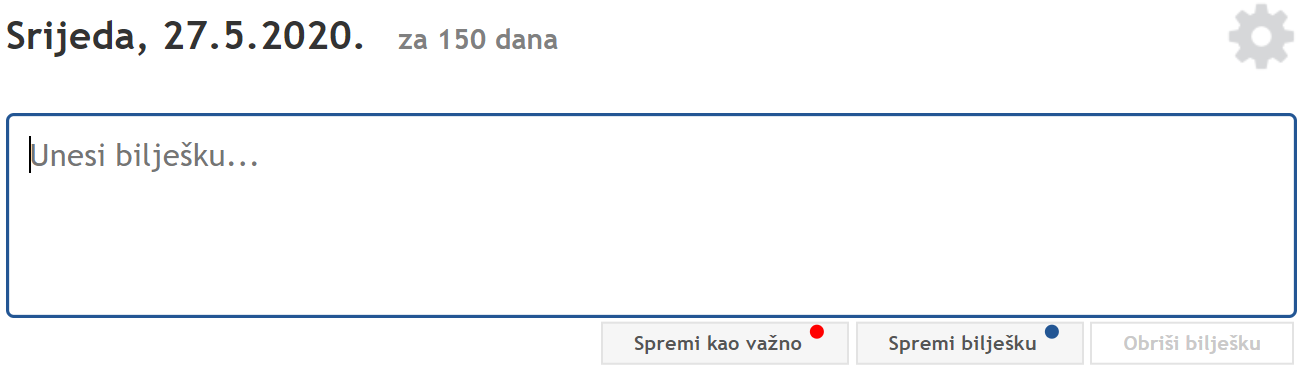 Srijeda, 27.5.2020. za 150 dana
Unesi bilješku...
Spremi kao važno Spremi bilješku Obriši bilješku